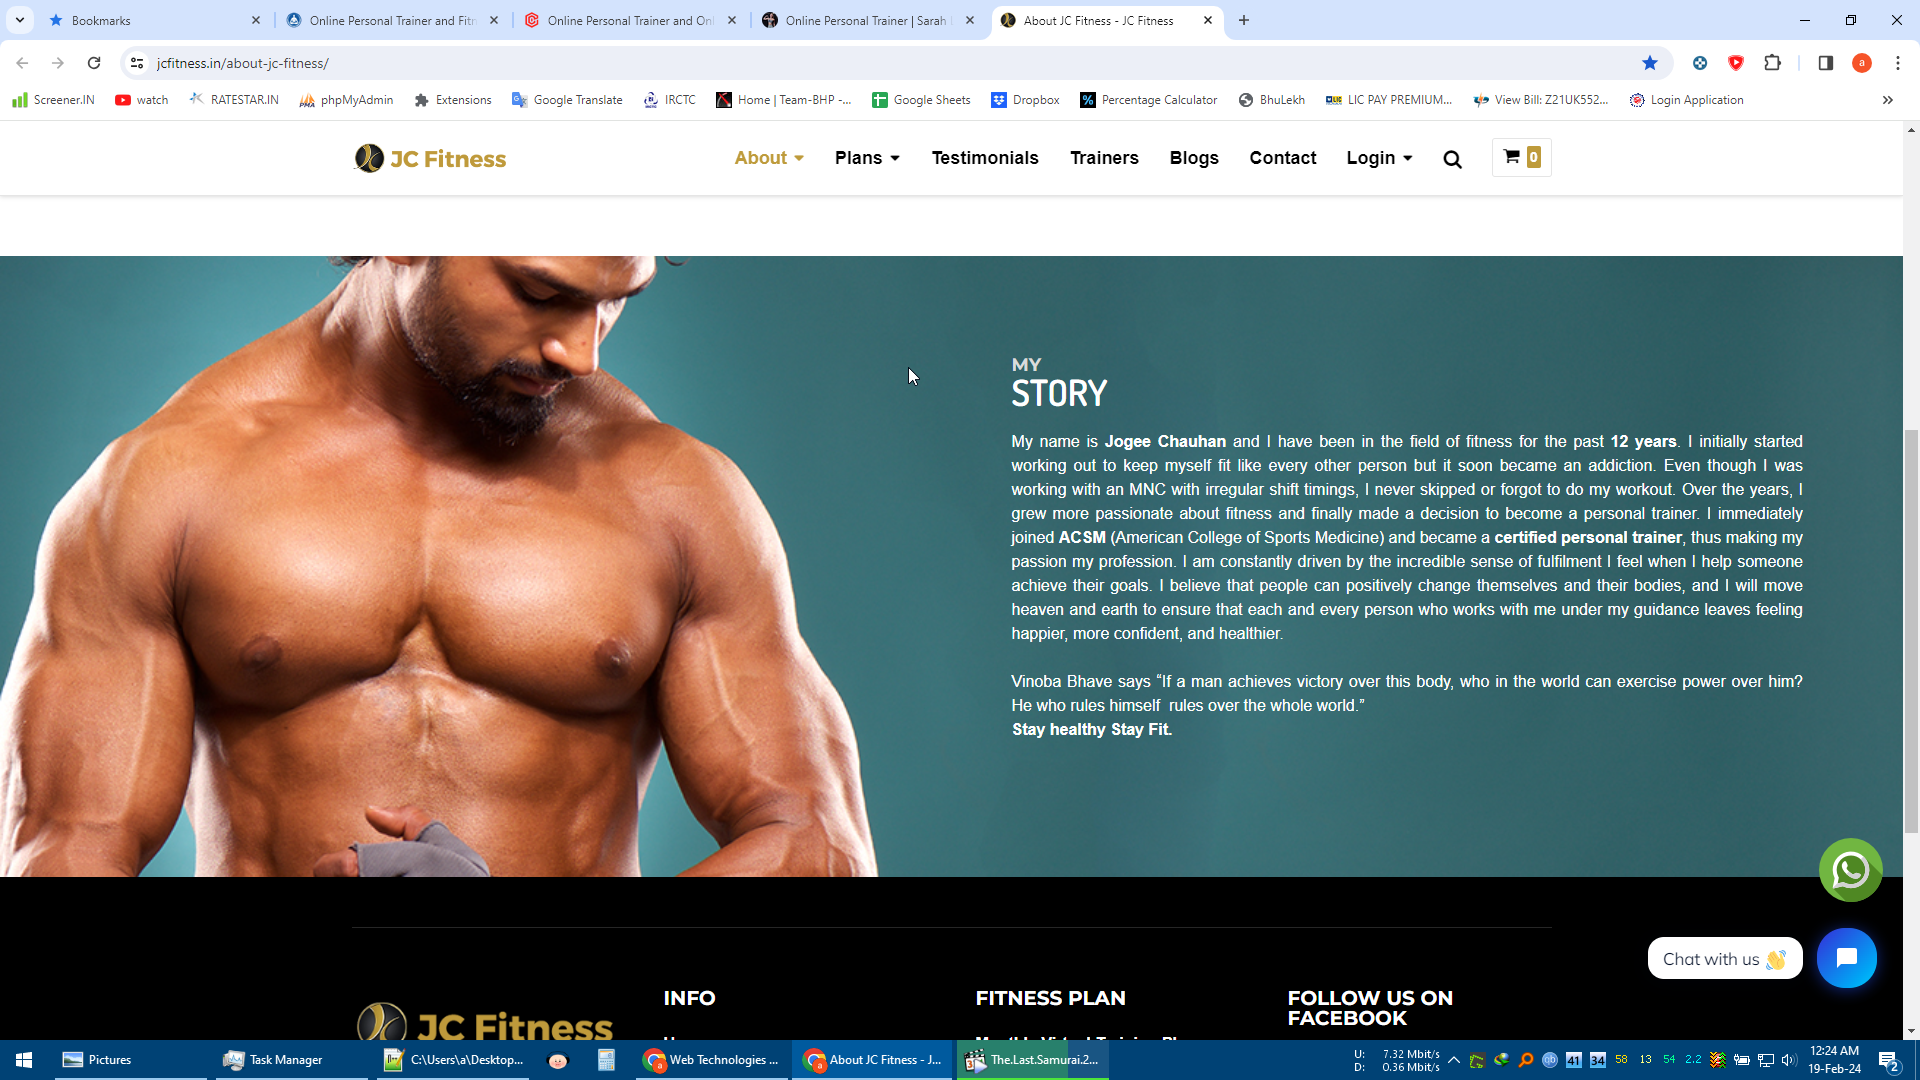 Bookmarks
Online Personal Trainer and Fitn
Online Personal Trainer and Onl
Online Personal Trainer | Sarah
About JC Fitness - JC Fitness
jcfitness.in/about-jc-fitness/
a
Screener.IN
watch
RATESTAR.IN
phpMyAdmin
Extensions
Google Translate
IRCTC
Home | Team-BHP -...
Google Sheets
Dropbox
Percentage Calculator
BhuLekh
LIC PAY PREMIUM...
View Bill: Z21UK552...
Login Application
JC Fitness
About
Plans
Testimonials
Trainers
Blogs
Contact
Login
0
MY
STORY
My name is Jogee Chauhan and I have been in the field of fitness for the past 12 years. I initially started
working out to keep myself fit like every other person but it soon became an addiction. Even though I was
working with an MNC with irregular shift timings, I never skipped or forgot to do my workout. Over the years, I
grew more passionate about fitness and finally made a decision to become a personal trainer. I immediately
joined ACSM (American College of Sports Medicine) and became a certified personal trainer, thus making my
passion my profession. I am constantly driven by the incredible sense of fulfilment I feel when I help someone
achieve their goals. I believe that people can positively change themselves and their bodies, and I will move
heaven and earth to ensure that each and every person who works with me under my guidance leaves feeling
happier, more confident, and healthier.
Vinoba Bhave says “If a man achieves victory over this body, who in the world can exercise power over him?
He who rules himself rules over the whole world.”
Stay healthy Stay Fit.
Chat with us 👋
JC Fitness
INFO
FITNESS PLAN
Monthly Virtual Training Pl
FOLLOW US ON
FACEBOOK
Pictures
Task Manager
C:\Users\a\Desktop...
Web Technologies ...
About JC Fitness - J...
The.Last.Samurai.2...
U: 7.32 Mbit/s
D: 0.36 Mbit/s
41
34
58
13
54
2.2
12:24 AM
19-Feb-24
2